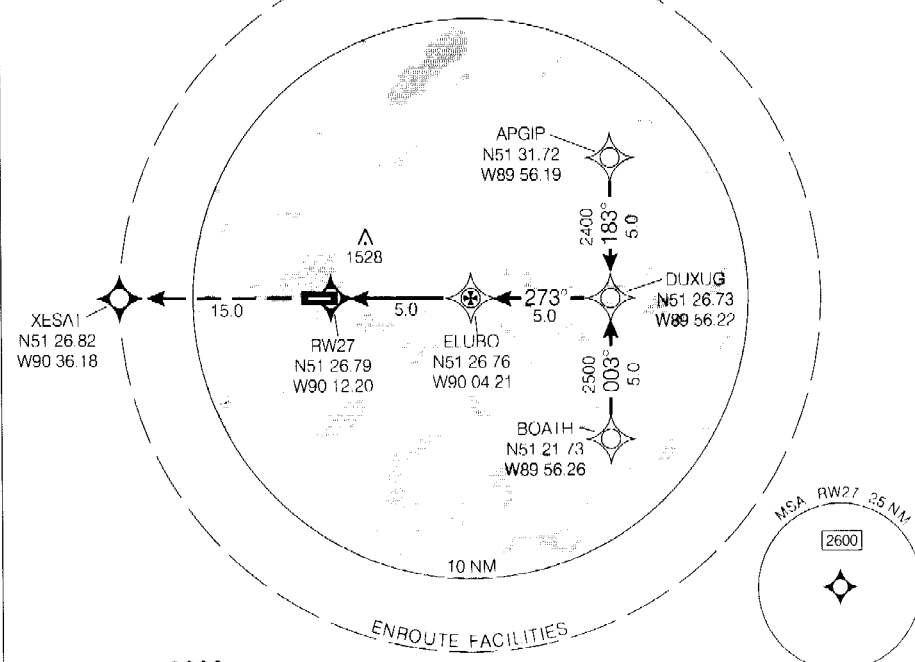 APGIP
N51 31.72
W89 56.19
2400
183°
5.0
1528
DUXUG
N51 26.73
W89 56.22
273°
5.0
5.0
15.0
XESAI
N51 26.82
W90 36.18
RW27
N51 26.79
W90 12.20
ELUBO
N51 26 76
W90 04.21
2500
003°
5.0
BOATH
N51 21 73
W89 56.26
MSA RW27 25 NM
2600
10 NM
ENROUTE FACILITIES